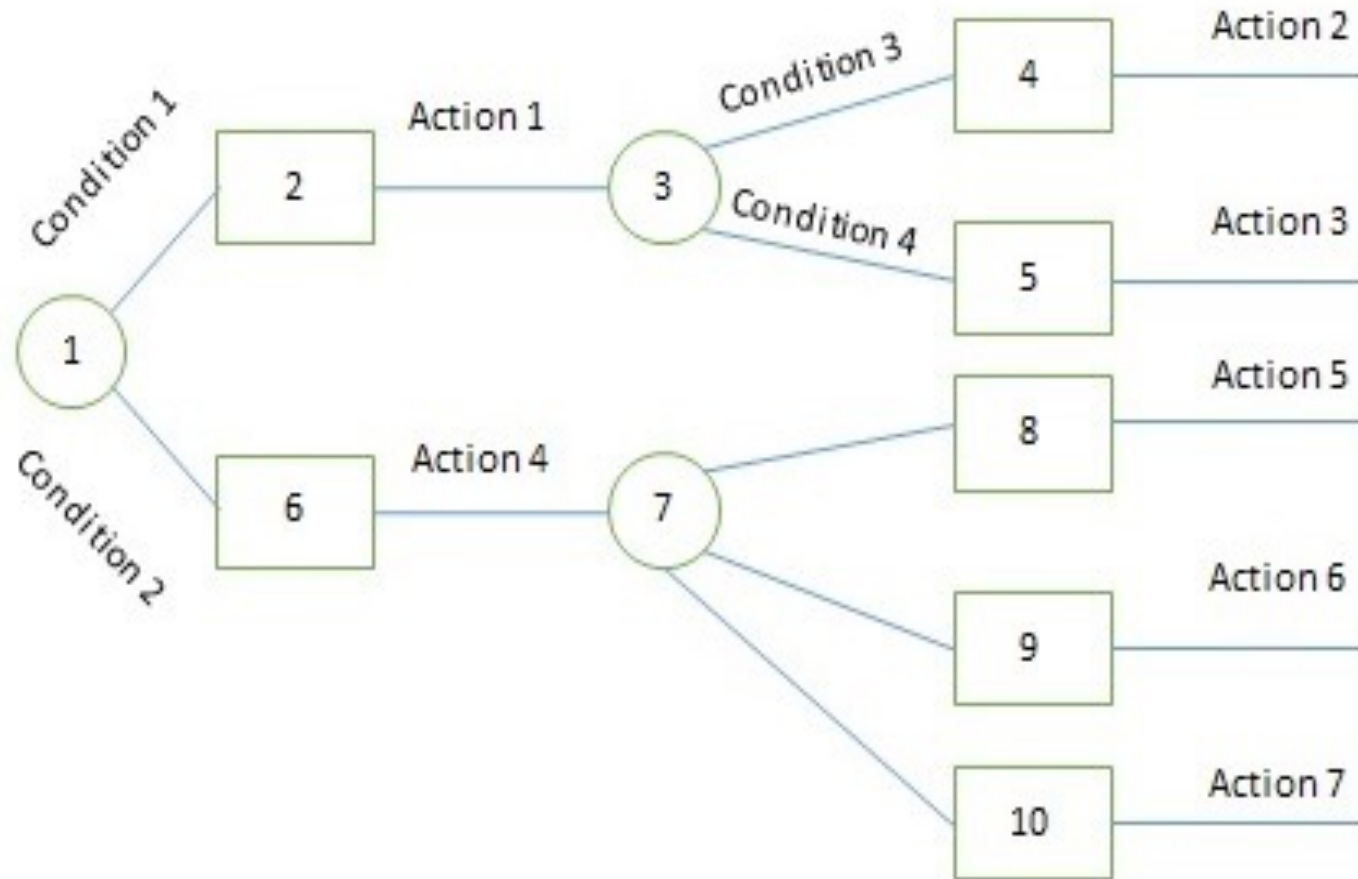 Condition 1
2
Action 1
3
Condition 3
4
Action 2
Condition 4
5
Action 3
1
Condition 2
6
Action 4
7
8
Action 5
9
Action 6
10
Action 7